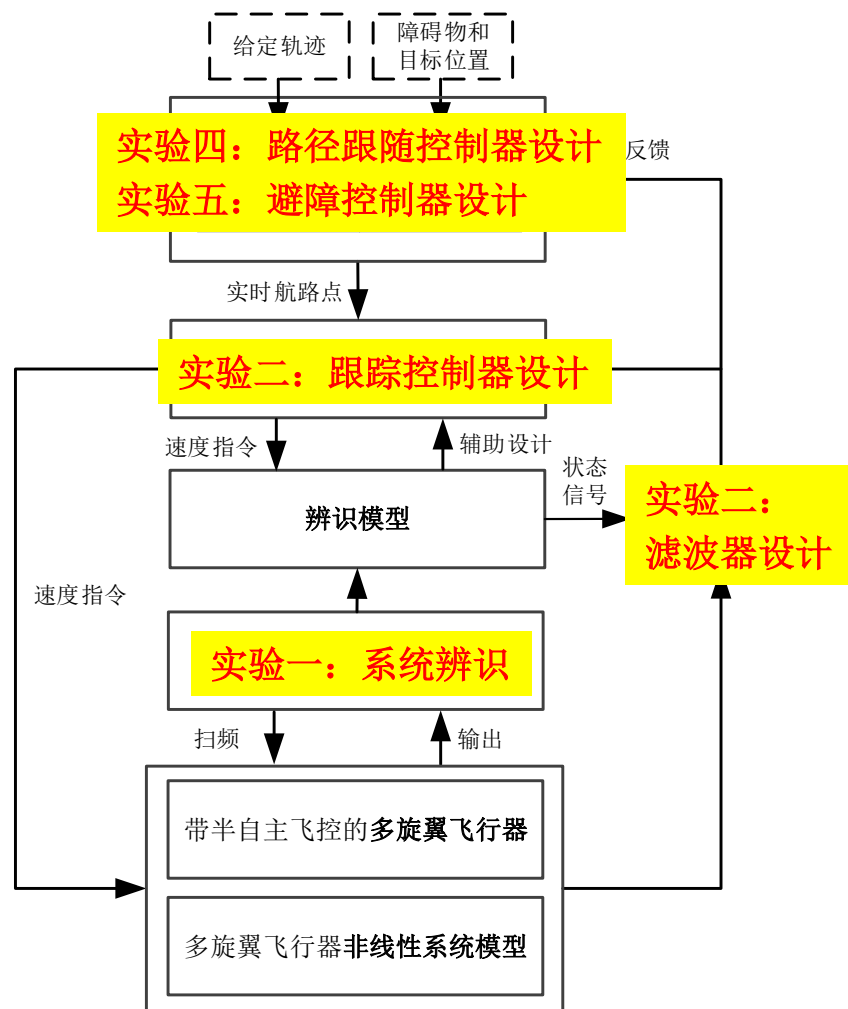 给定轨迹
障碍物和
目标位置
实验四：路径跟随控制器设计
实验五：避障控制器设计
反馈
实时航路点
实验二：跟踪控制器设计
速度指令
辅助设计
状态
信号
辨识模型
实验二：
滤波器设计
速度指令
实验一：系统辨识
扫频
输出
带半自主飞控的多旋翼飞行器
多旋翼飞行器非线性系统模型